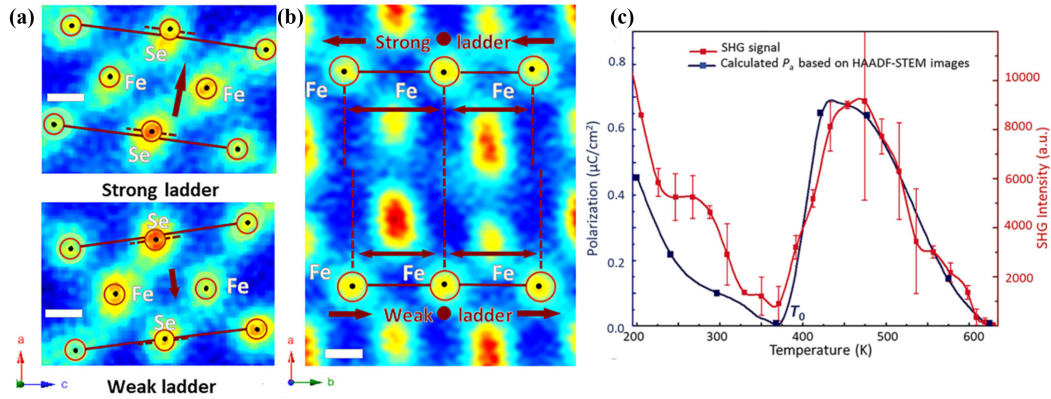 (a)
Se
Fe
Fe
Se
Strong ladder
Se
Fe
Fe
Se
Weak ladder
a
c
(b)
Strong ladder
Fe
Fe
Fe
Fe
Fe
Fe
Weak ladder
a
b
(c)
SHG signal
Calculated Pa based on HAADF-STEM images
Polarization (μC/cm²)
0.8
0.6
0.4
0.2
0.0
10000
8000
6000
4000
2000
SHG Intensity (a.u.)
T0
200
300
400
500
600
Temperature (K)